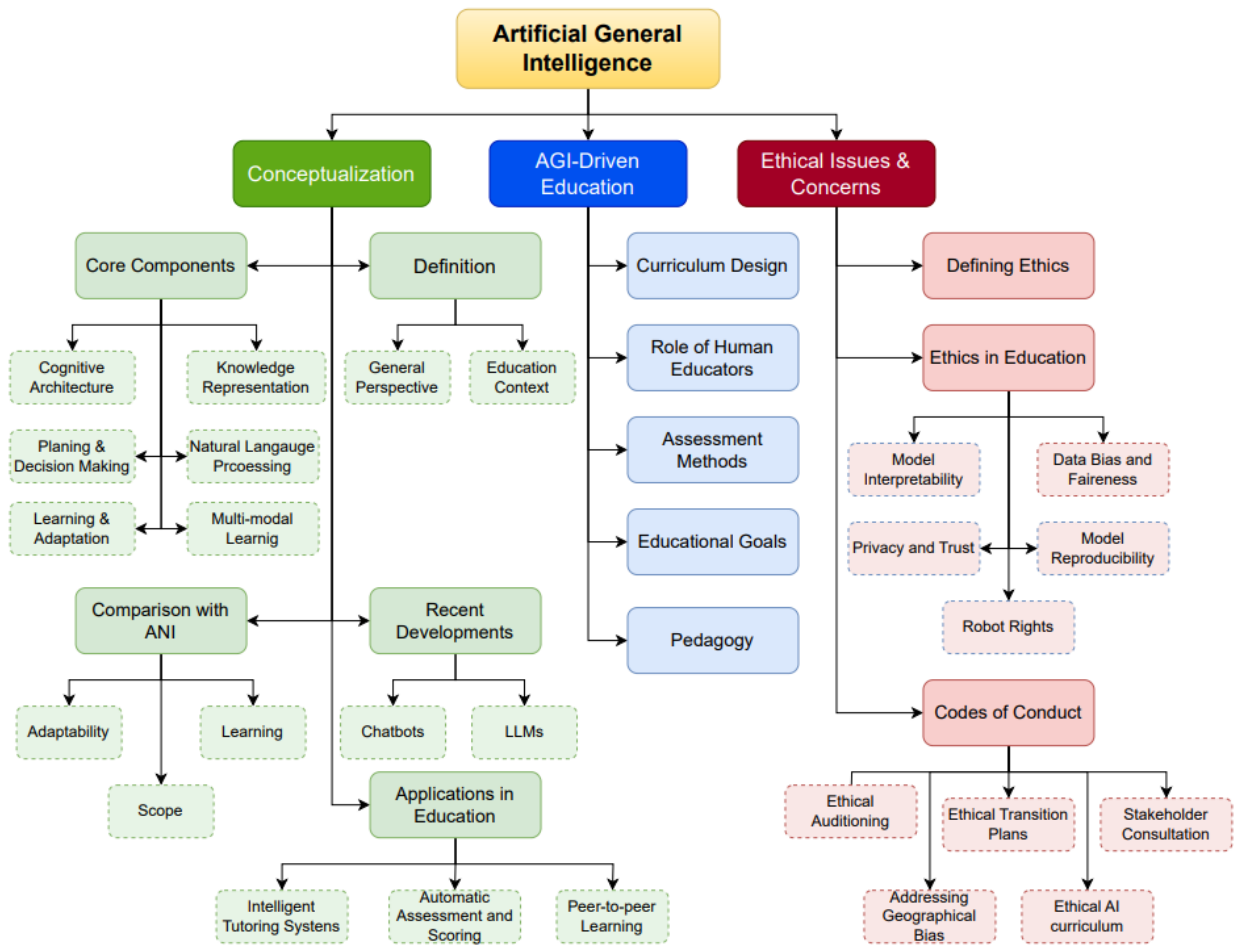 Artificial General
Intelligence
Conceptualization
AGI-Driven
Education
Ethical Issues &
Concerns
Core Components
Definition
Curriculum Design
Defining Ethics
Cognitive
Architecture
Knowledge
Representation
General
Perspective
Education
Context
Role of Human
Educators
Ethics in Education
Planing &
Decision Making
Natural Langauge
Prcoessing
Assessment
Methods
Model
Interpretability
Data Bias and
Faireness
Learning &
Adaptation
Multi-modal
Learnig
Educational Goals
Privacy and Trust
Model
Reproducibility
Comparison with
ANI
Recent
Developments
Pedagogy
Robot Rights
Adaptability
Learning
Chatbots
LLMs
Codes of Conduct
Scope
Applications in
Education
Ethical
Auditioning
Ethical Transition
Plans
Stakeholder
Consultation
Intelligent
Tutoring Systens
Automatic
Assessment and
Scoring
Peer-to-peer
Learning
Addressing
Geographical
Bias
Ethical AI
curriculum